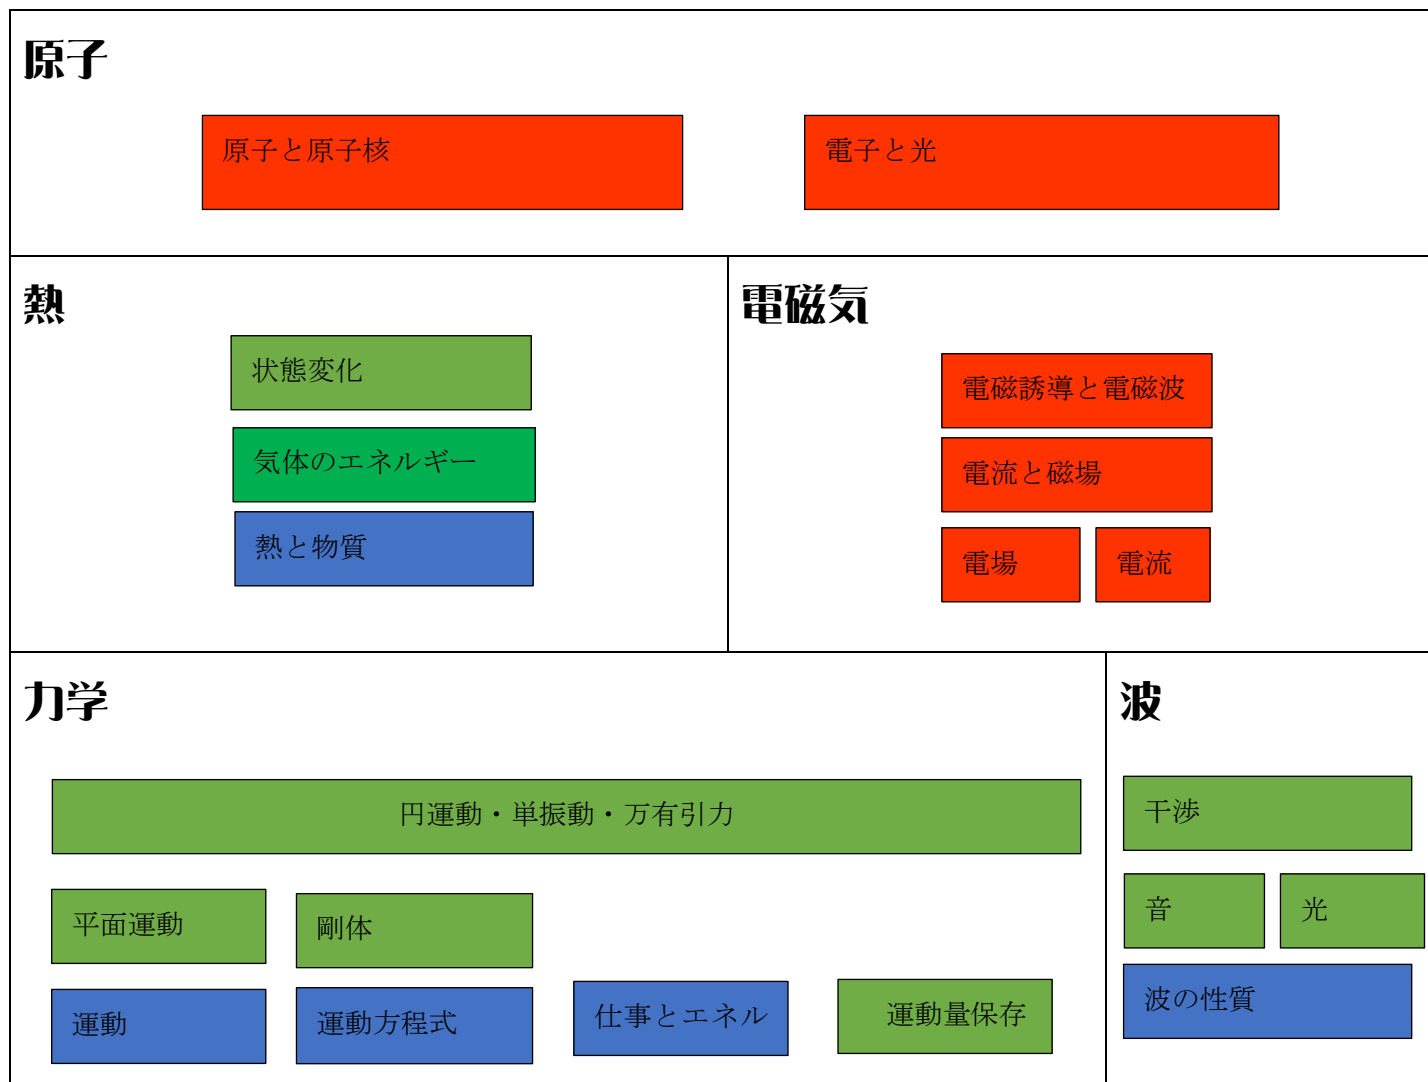 原子
原子と原子核
電子と光
熱
状態変化
気体のエネルギー
熱と物質
電磁気
電磁誘導と電磁波
電流と磁場
電場
電流
力学
円運動・単振動・万有引力
平面運動
剛体
運動
運動方程式
仕事とエネル
運動量保存
波
干渉
音
光
波の性質